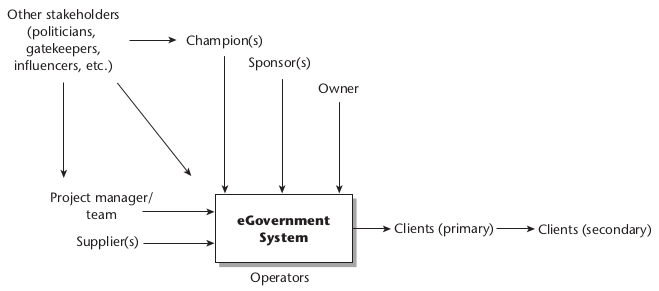 Other stakeholders
(politicians,
gatekeepers,
influencers, etc.)
Champion(s)
Sponsor(s)
Owner
Project manager/
team
Supplier(s)
eGovernment
System
Operators
Clients (primary)
Clients (secondary)